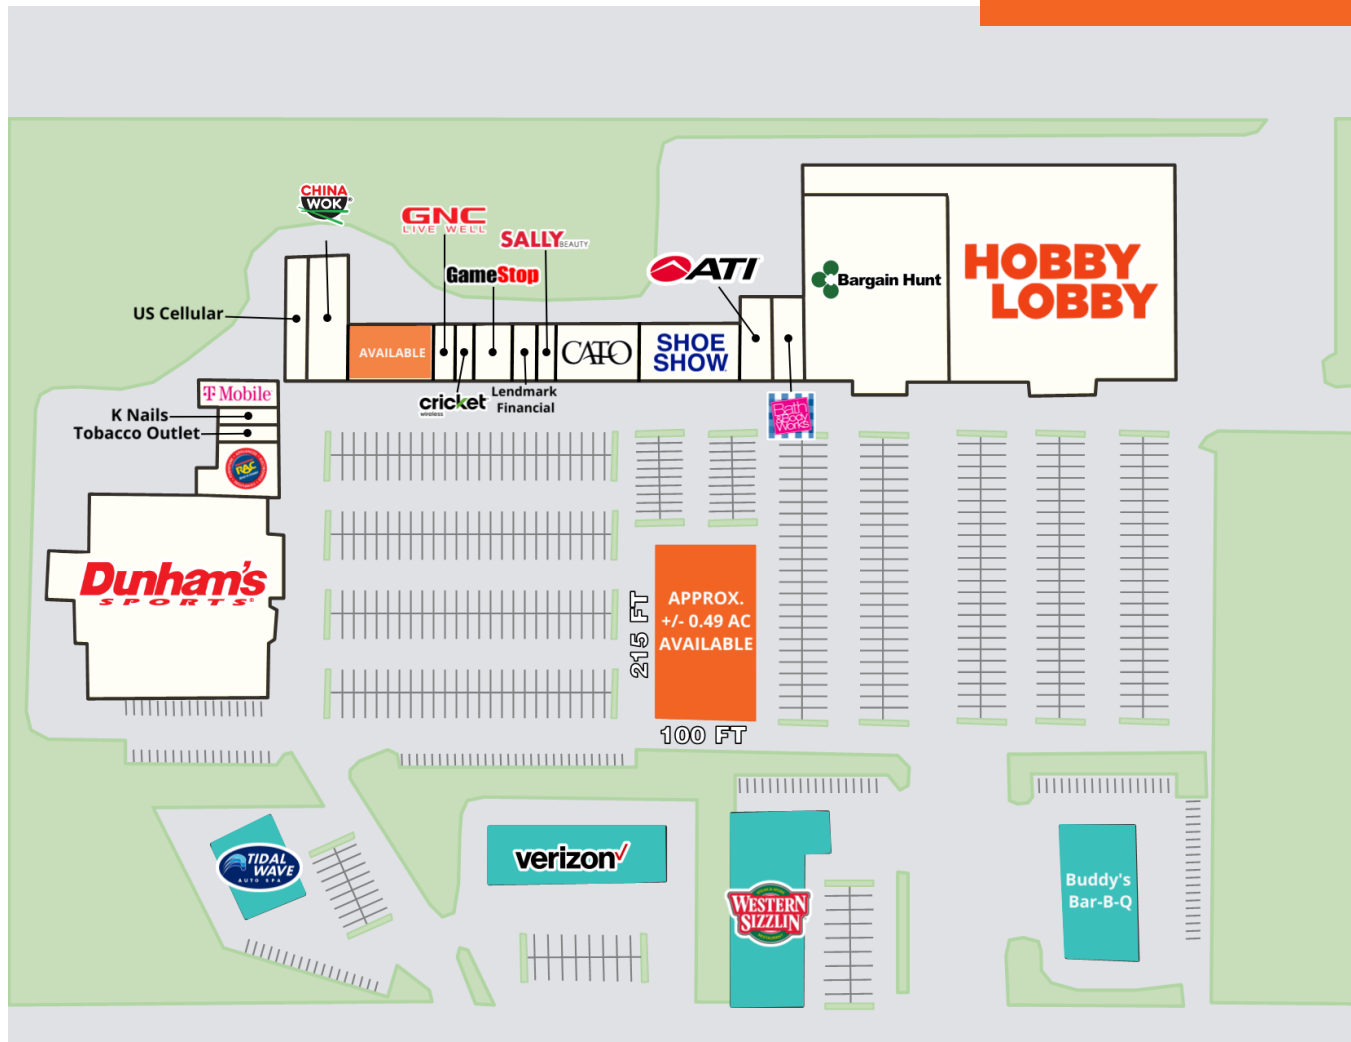 CHINA
WOK
GNC
LIVE WELL
SALLY
BEAUTY
GameStop
ATI
US Cellular
AVAILABLE
CATO
SHOE
SHOW
Bargain Hunt
HOBBY
LOBBY
cricket
wireless
Lendmark
Financial
Bath
& Body
Works
T Mobile
K Nails
Tobacco Outlet
RAC
Dunham's
SPORTS
APPROX.
+/- 0.49 AC
AVAILABLE
215 FT
100 FT
TIDAL
WAVE
AUTO SPA
verizon
WESTERN
SIZZLIN
Buddy's
Bar-B-Q